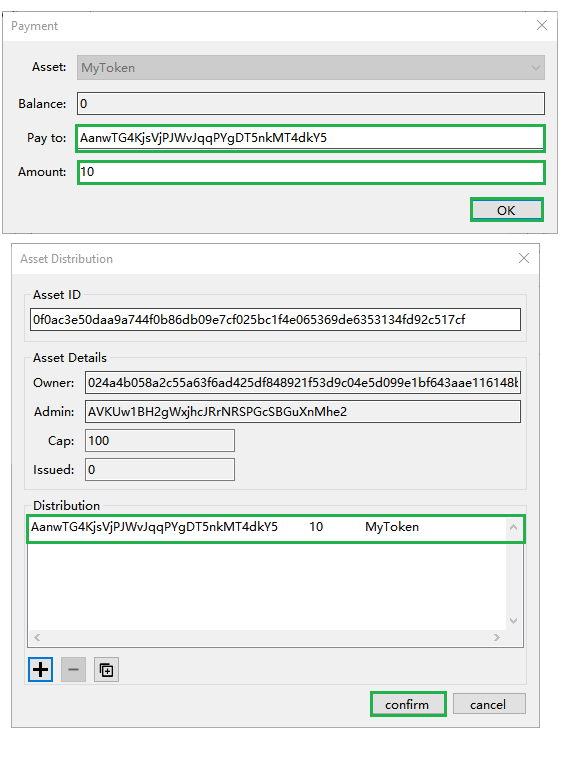 Payment
Asset: MyToken
Balance: 0
Pay to: AanwTG4KjsVjPJWvJqqPYgDT5nkMT4dkY5
Amount: 10
OK
Asset Distribution
Asset ID
0f0ac3e50daa9a744f0b86db09e7cf025bc1f4e065369de6353134fd92c517cf
Asset Details
Owner: 024a4b058a2c55a63f6ad425df848921f53d9c04e5d099e1bf643aae116148b
Admin: AVKUw1BH2gWxjhcJRrNRSPGcSBGuXnMhe2
Cap: 100
Issued: 0
Distribution
AanwTG4KjsVjPJWvJqqPYgDT5nkMT4dkY5 10 MyToken
confirm cancel